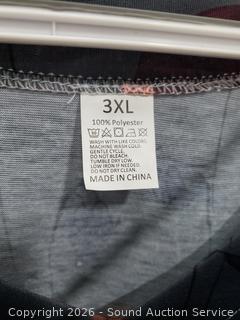 3XL
100% Polyester
WASH WITH LIKE COLORS.
MACHINE WASH COLD.
GENTLE CYCLE.
DO NOT BLEACH.
TUMBLE DRY LOW.
LOW IRON IF NEEDED.
DO NOT DRY CLEAN.
MADE IN CHINA
Copyright 2026 - Sound Auction Service